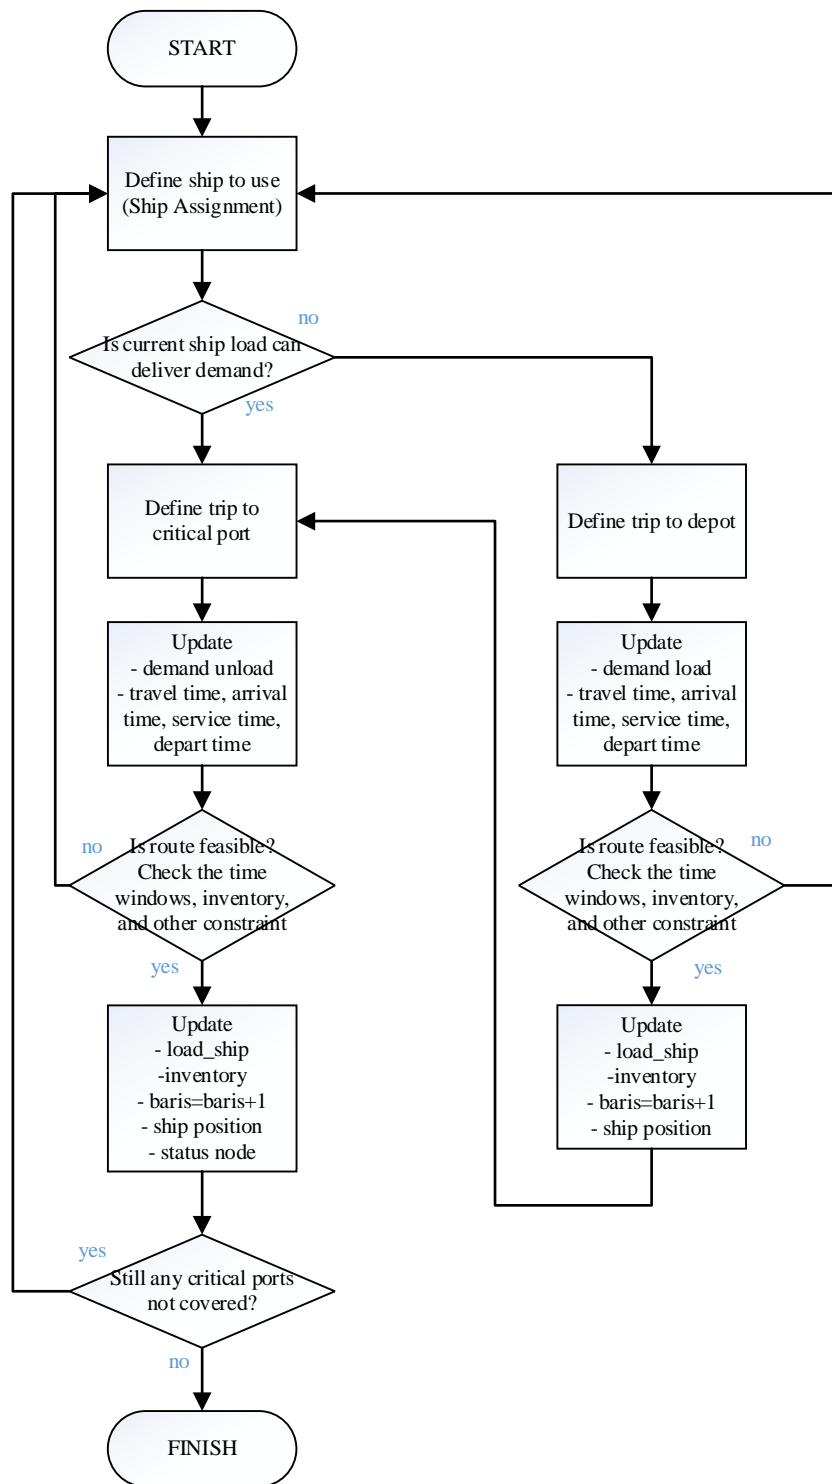 START
Define ship to use
(Ship Assignment)
no
Is current ship load can
deliver demand?
yes
Define trip to
critical port
Define trip to depot
Update
- demand unload
- travel time, arrival
time, service time,
depart time
Update
- demand load
- travel time, arrival
time, service time,
depart time
no
Is route feasible?
Check the time
windows, inventory,
and other constraint
yes
no
Is route feasible?
Check the time
windows, inventory,
and other constraint
yes
Update
- load_ship
-inventory
- baris=baris+1
- ship position
- status node
Update
- load_ship
-inventory
- baris=baris+1
- ship position
yes
Still any critical ports
not covered?
no
FINISH